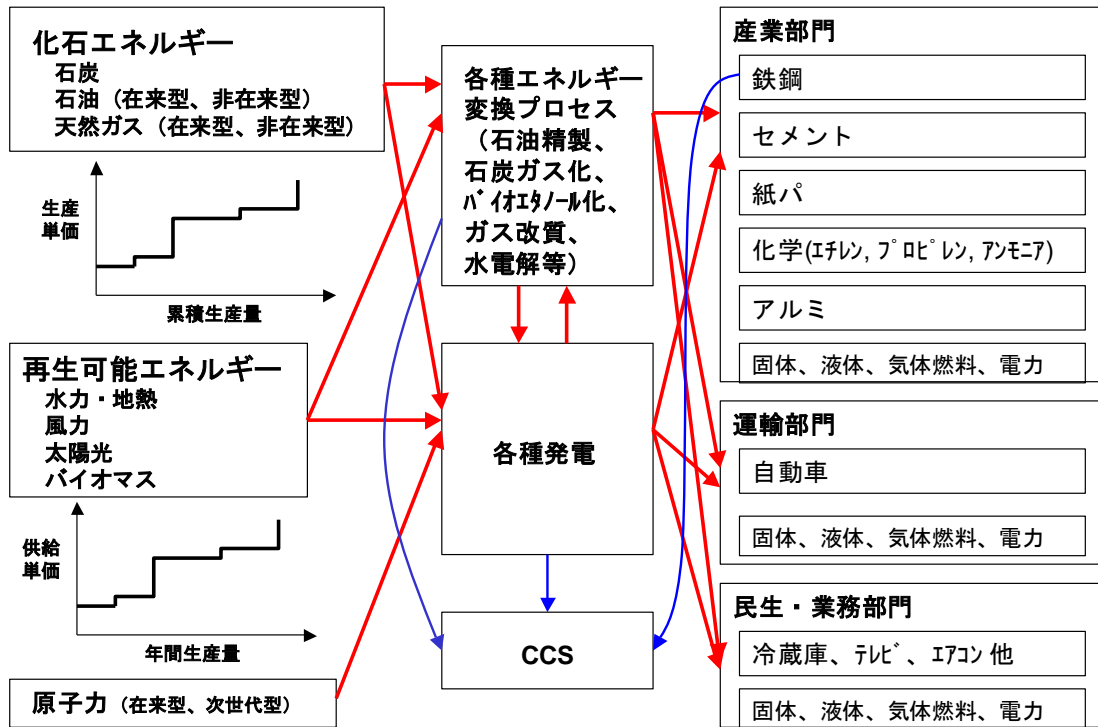 化石エネルギー
石炭
石油（在来型、非在来型）
天然ガス（在来型、非在来型）
生産
単価
累積生産量
再生可能エネルギー
水力・地熱
風力
太陽光
バイオマス
供給
単価
年間生産量
原子力（在来型、次世代型）
各種エネルギー
変換プロセス
（石油精製、
石炭ガス化、
ﾊﾞｲｵｴﾀﾉｰﾙ化、
ガス改質、
水電解等）
各種発電
CCS
産業部門
鉄鋼
セメント
紙パ
化学(ｴﾁﾚﾝ, ﾌﾟﾛﾋﾟﾚﾝ, ｱﾝﾓﾆｱ)
アルミ
固体、液体、気体燃料、電力
運輸部門
自動車
固体、液体、気体燃料、電力
民生・業務部門
冷蔵庫、ﾃﾚﾋﾞ、ｴｱｺﾝ 他
固体、液体、気体燃料、電力